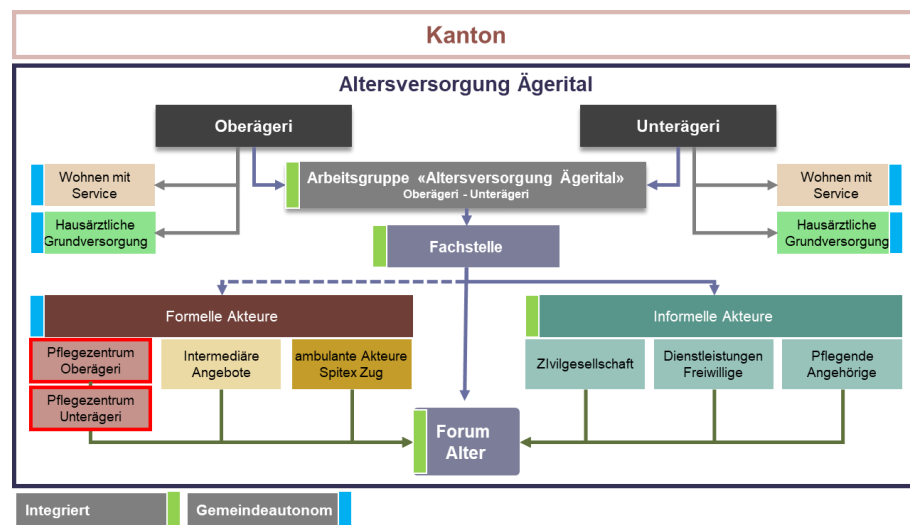 Kanton
Altersversorgung Ägerital
Oberägeri
Unterägeri
Wohnen mit
Service
Arbeitsgruppe «Altersversorgung Ägerital»
Oberägeri - Unterägeri
Wohnen mit
Service
Hausärztliche
Grundversorgung
Hausärztliche
Grundversorgung
Fachstelle
Formelle Akteure
Informelle Akteure
Pflegezentrum
Oberägeri
Intermediäre
Angebote
ambulante Akteure
Spitex Zug
ZIvilgesellschaft
Dienstleistungen
Freiwillige
Pflegende
Angehörige
Pflegezentrum
Unterägeri
Forum
Alter
Integriert
Gemeindeautonom